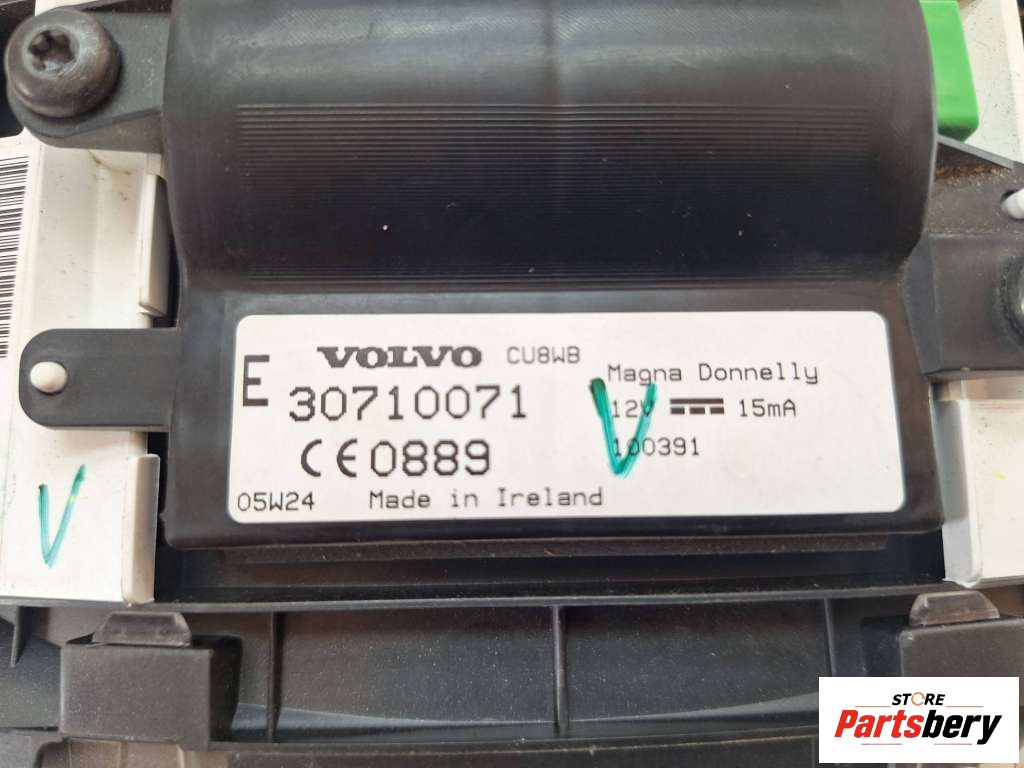 VOLVO CU8WB
E
30710071
CE0889
05W24 Made in Ireland
Magna Donnelly
12V 15mA
100391
V
V
STORE
Partsbery